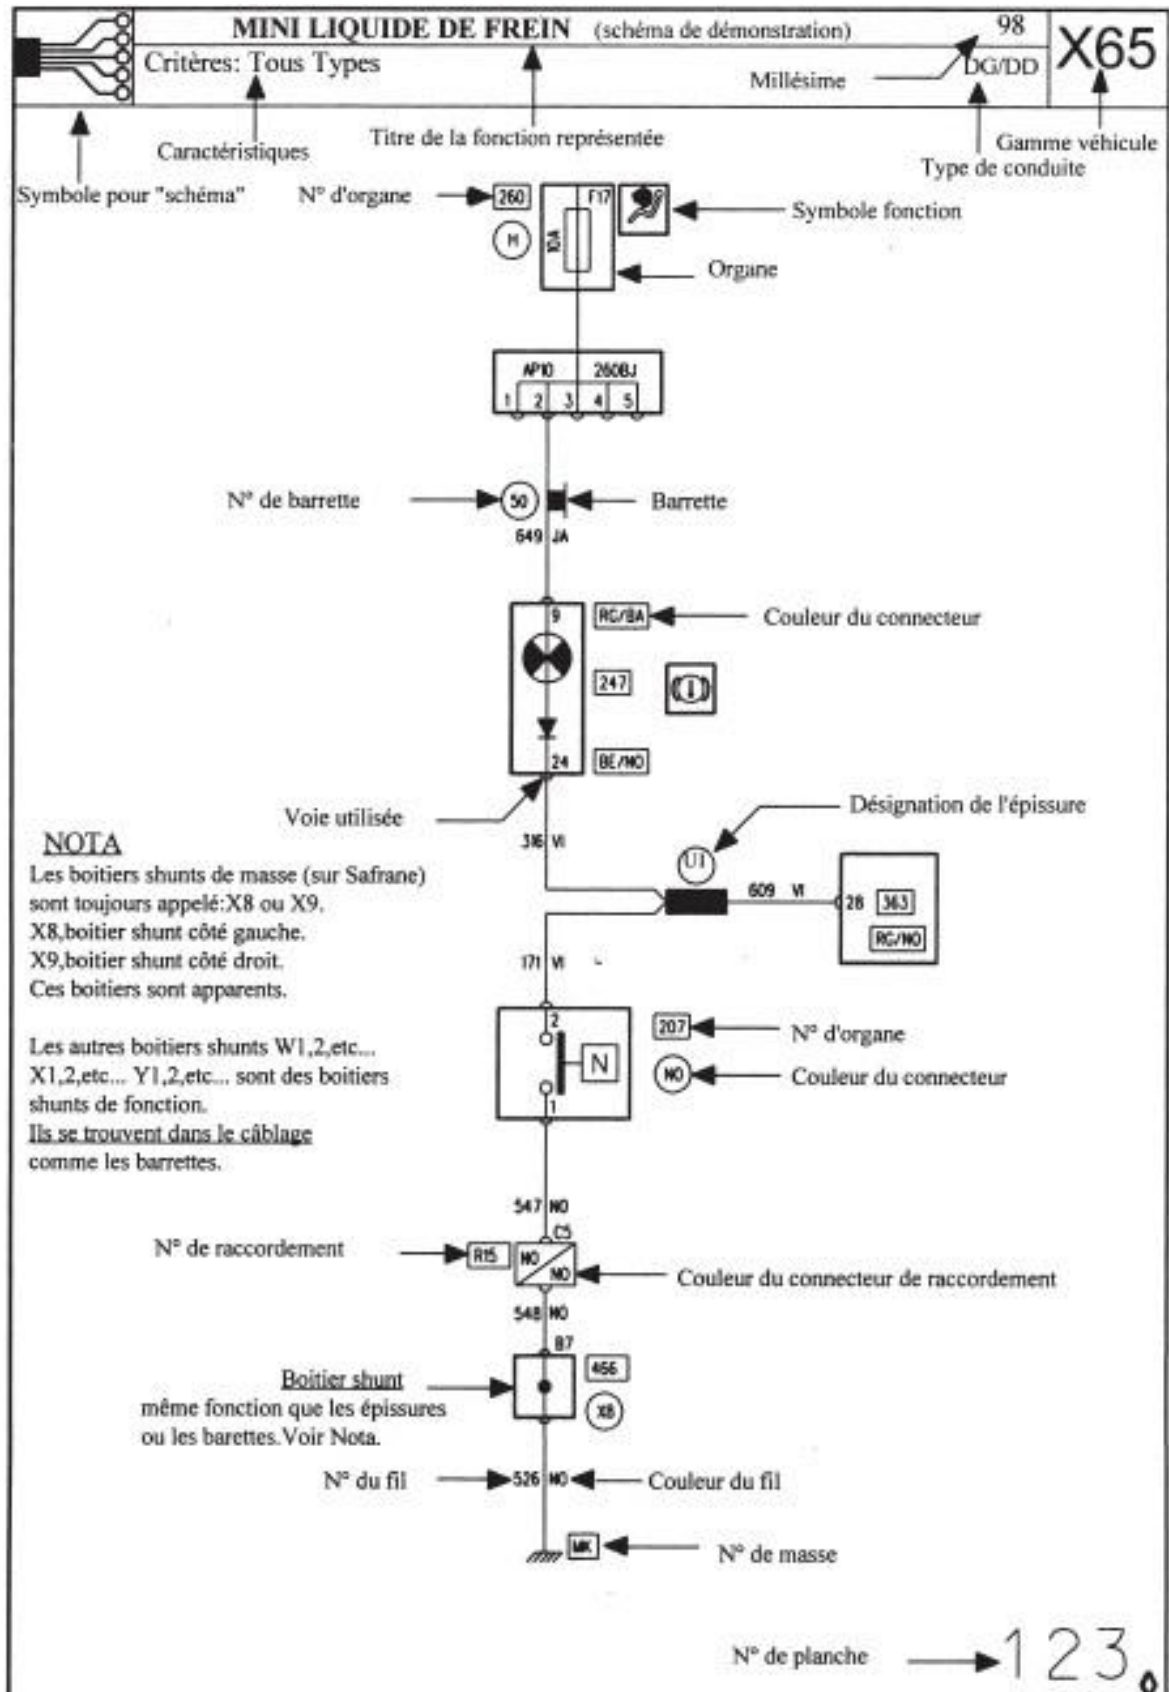 MINI LIQUIDE DE FREIN (schéma de démonstration)
98
X65
Critères: Tous Types
Millésime
DG/DD
Titre de la fonction représentée
Caractéristiques
Gamme véhicule
Type de conduite
Symbole pour "schéma"
N° d'organe
260
F17
10A
M
Symbole fonction
Organe
AP10 260BJ
1 2 3 4 5
N° de barrette
50
Barrette
649 JA
9
RG/BA
Couleur du connecteur
247
24
BE/NO
Voie utilisée
Désignation de l'épissure
316 VI
U1
609 VI
28
363
RG/NO
NOTA
Les boitiers shunts de masse (sur Safrane)
sont toujours appelé:X8 ou X9.
X8,boitier shunt côté gauche.
X9,boitier shunt côté droit.
Ces boitiers sont apparents.
Les autres boitiers shunts W1,2,etc...
X1,2,etc... Y1,2,etc... sont des boitiers
shunts de fonction.
Ils se trouvent dans le câblage
comme les barrettes.
171 VI
2
N
1
207
N° d'organe
NO
Couleur du connecteur
547 NO
C5
N° de raccordement
R15
NO
NO
Couleur du connecteur de raccordement
548 NO
B7
466
X8
Boitier shunt
même fonction que les épissures
ou les barettes.Voir Nota.
N° du fil
526 NO
Couleur du fil
MK
N° de masse
N° de planche
123